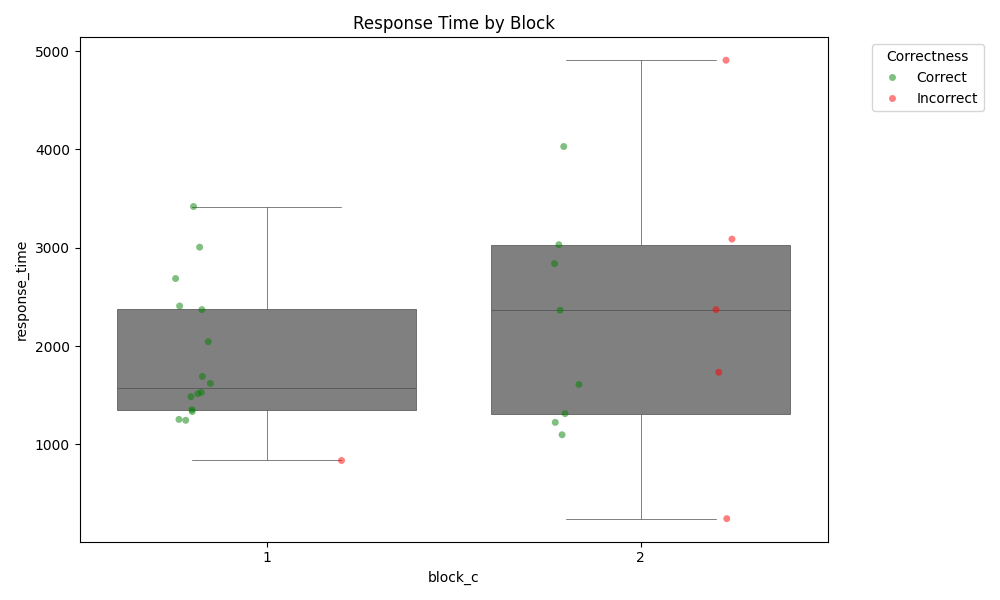 Response Time by Block
Correctness
Correct
Incorrect
5000
4000
3000
2000
1000
response_time
1
2
block_c